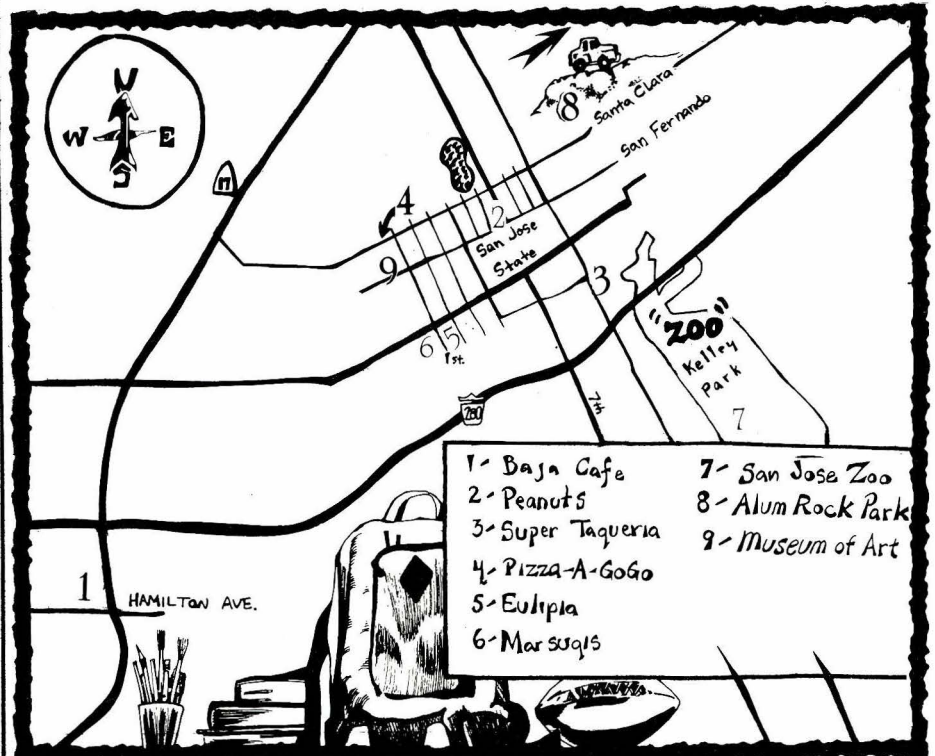 N
W E
S
17
8
Santa Clara
San Fernando
4
2
San Jose
State
9
3
6 5
1st.
"ZOO"
Kelley
Park
7
280
7th
1- Baja Cafe
2- Peanuts
3- Super Taqueria
4- Pizza-A-GoGo
5- Eulipia
6- Marsugis
7- San Jose Zoo
8- Alum Rock Park
9- Museum of Art
1
HAMILTON AVE.